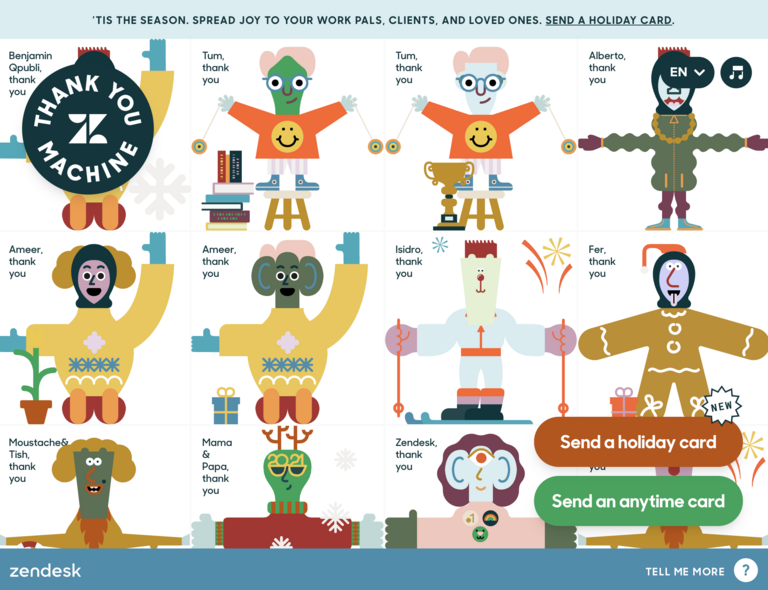 'TIS THE SEASON. SPREAD JOY TO YOUR WORK PALS, CLIENTS, AND LOVED ONES. SEND A HOLIDAY CARD.
Benjamin
Qpubli,
thank
you
THANK YOU
MACHINE
Tum,
thank
you
Tum,
thank
you
Alberto,
thank
you
EN
Ameer,
thank
you
Ameer,
thank
you
Isidro,
thank
you
Fer,
thank
you
NEW
Moustache&
Tish,
thank
you
Mama
&
Papa,
thank
you
2021
Zendesk,
thank
you
you
Send a holiday card
Send an anytime card
zendesk
TELL ME MORE
?